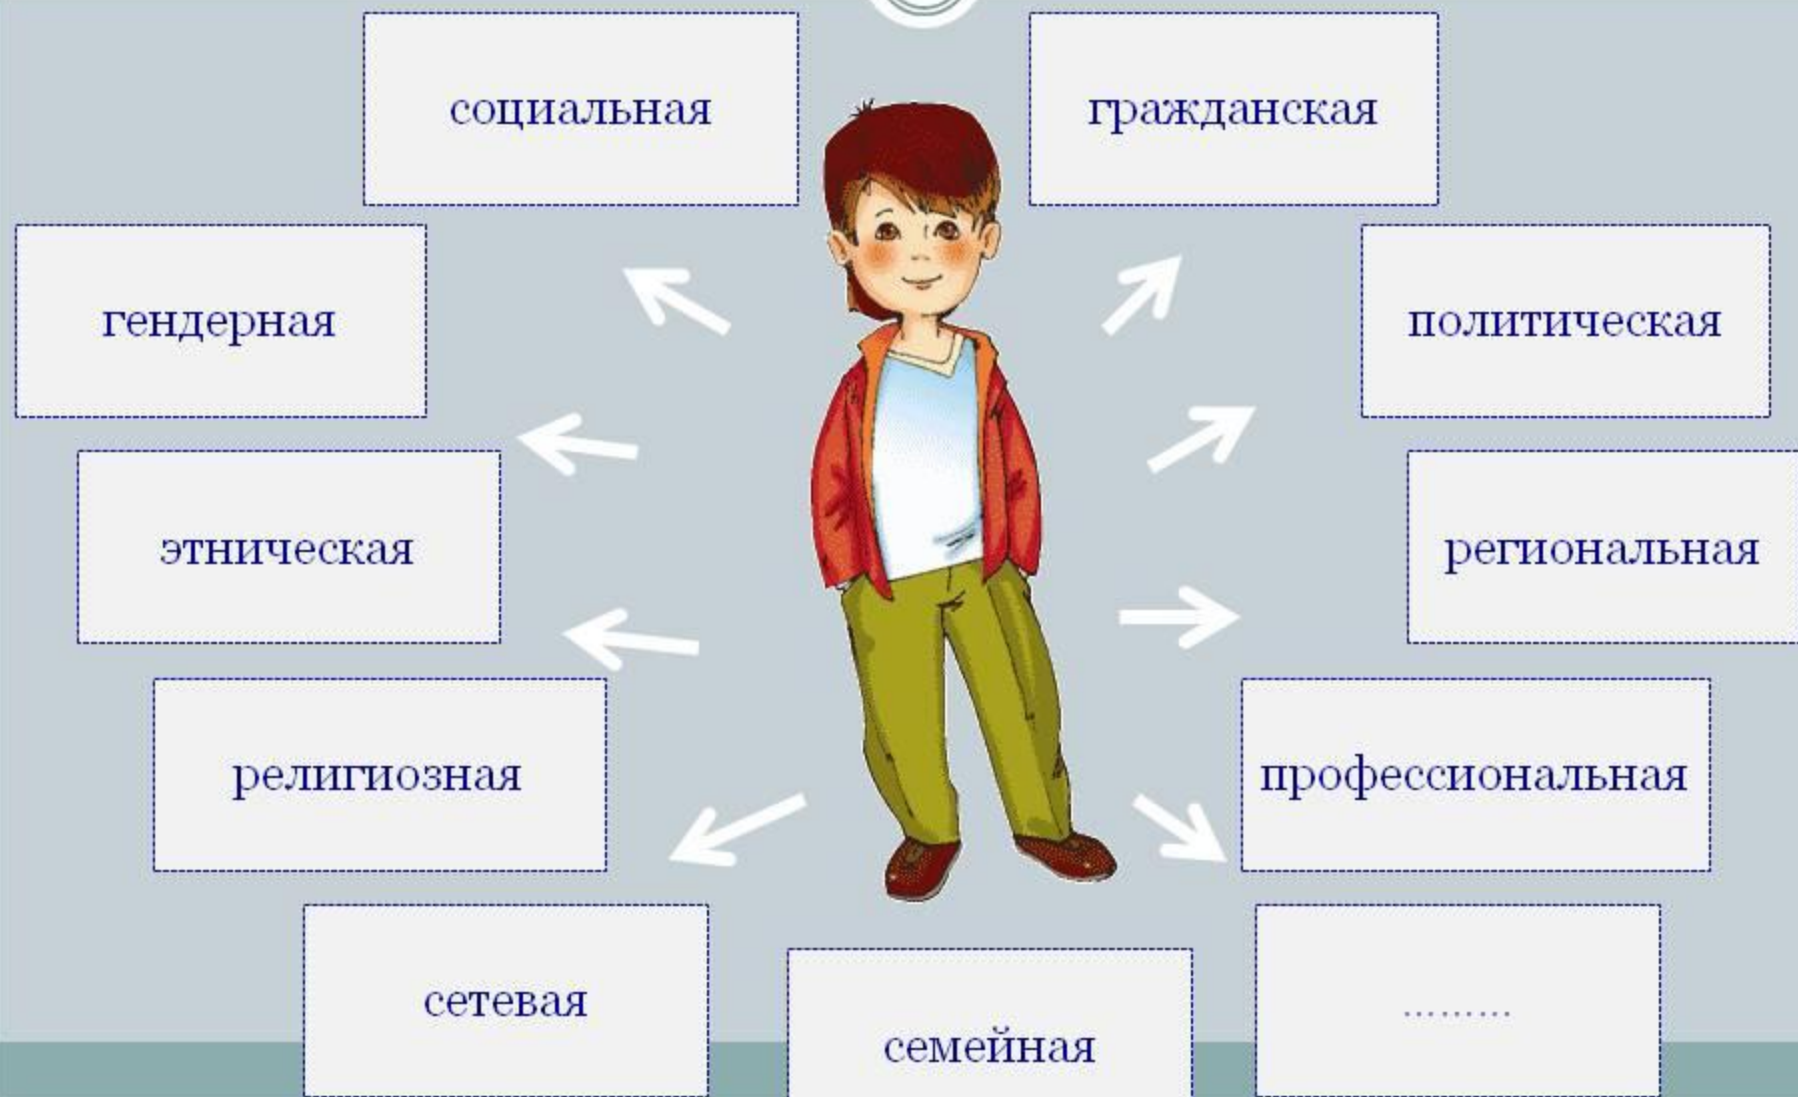 социальная
гражданская
гендерная
политическая
этническая
региональная
религиозная
профессиональная
сетевая
семейная
.........